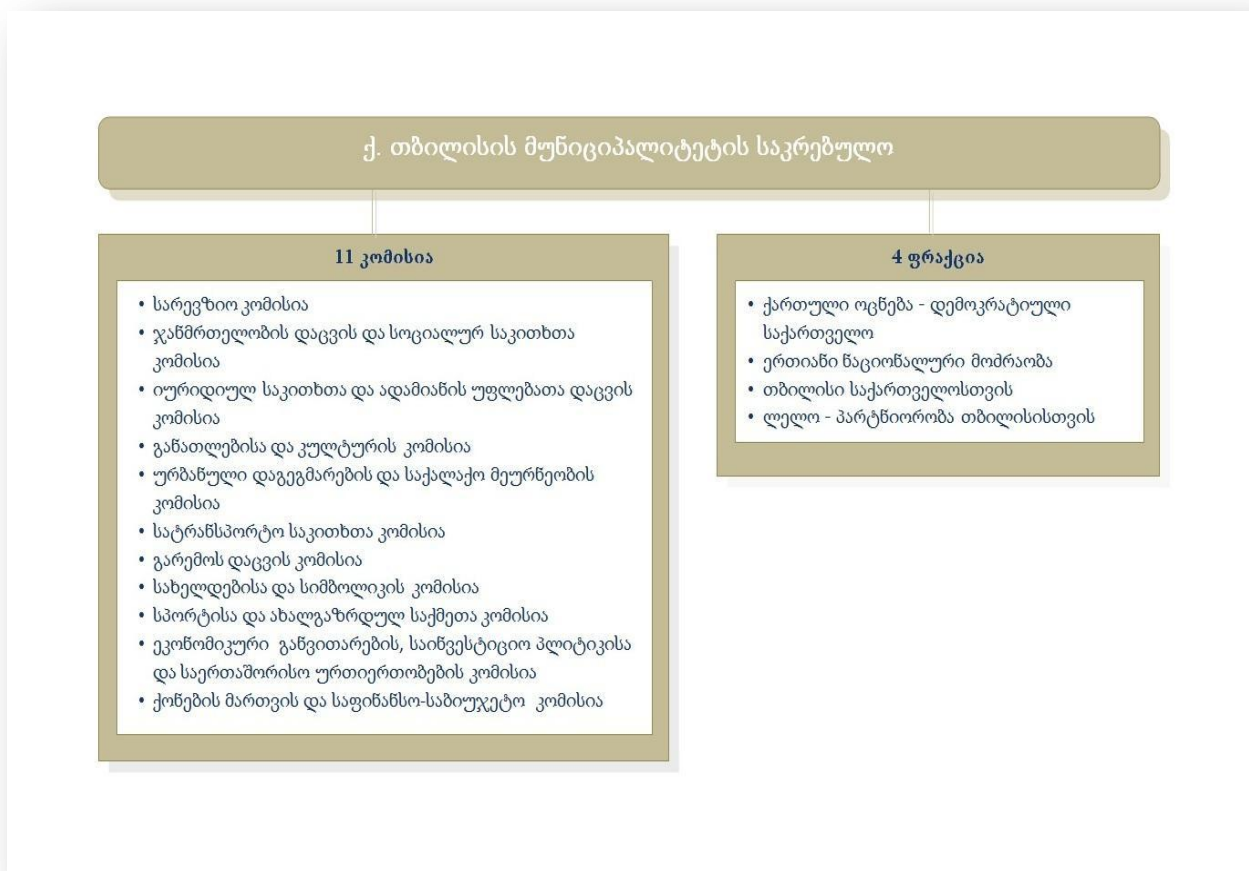 ქ. თბილისის მუნიციპალიტეტის საკრებულო
11 კომისია
• სარევზიო კომისია
• ჯანმრთელობის დაცვის და სოციალურ საკითხთა
კომისია
• იურიდიულ საკითხთა და ადამიანის უფლებათა დაცვის
კომისია
• განათლებისა და კულტურის კომისია
• ურბანული დაგეგმარების და საქალაქო მეურნეობის
კომისია
• სატრანსპორტო საკითხთა კომისია
• გარემოს დაცვის კომისია
• სახელდებისა და სიმბოლიკის კომისია
• სპორტისა და ახალგაზრდულ საქმეთა კომისია
• ეკონომიკური განვითარების, საინვესტიციო პლიტიკისა
და საერთაშორისო ურთიერთობების კომისია
• ქონების მართვის და საფინანსო-საბიუჯეტო კომისია
4 ფრაქცია
• ქართული ოცნება - დემოკრატიული
საქართველო
• ერთიანი ნაციონალური მოძრაობა
• თბილისი საქართველოსთვის
• ლელო - პარტნიორობა თბილისისთვის